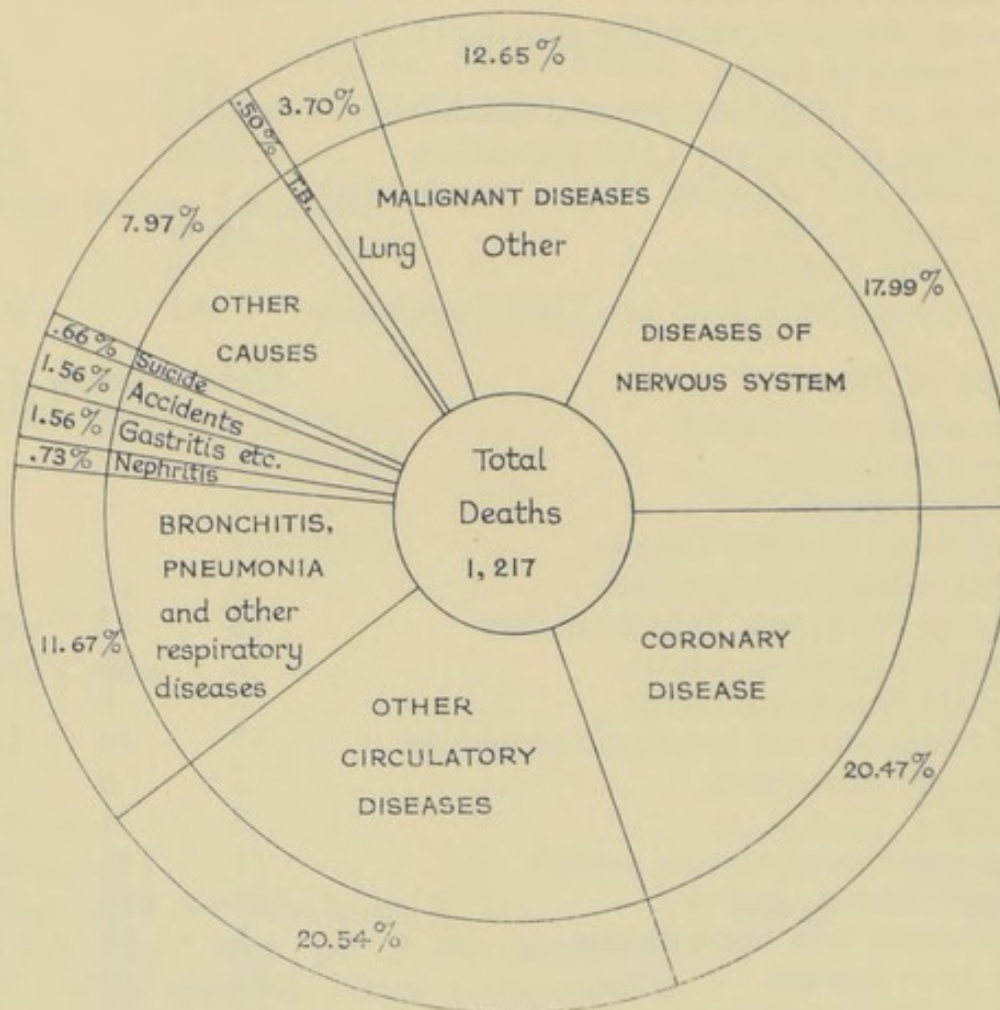 12.65%
3.70%
.50%
T.B.
MALIGNANT DISEASES
Lung
Other
7.97%
OTHER
CAUSES
17.99%
DISEASES OF
NERVOUS SYSTEM
.66%
Suicide
1.56%
Accidents
1.56%
Gastritis etc.
.73%
Nephritis
Total
Deaths
1,217
BRONCHITIS,
PNEUMONIA
and other
respiratory
diseases
11.67%
CORONARY
DISEASE
20.47%
OTHER
CIRCULATORY
DISEASES
20.54%